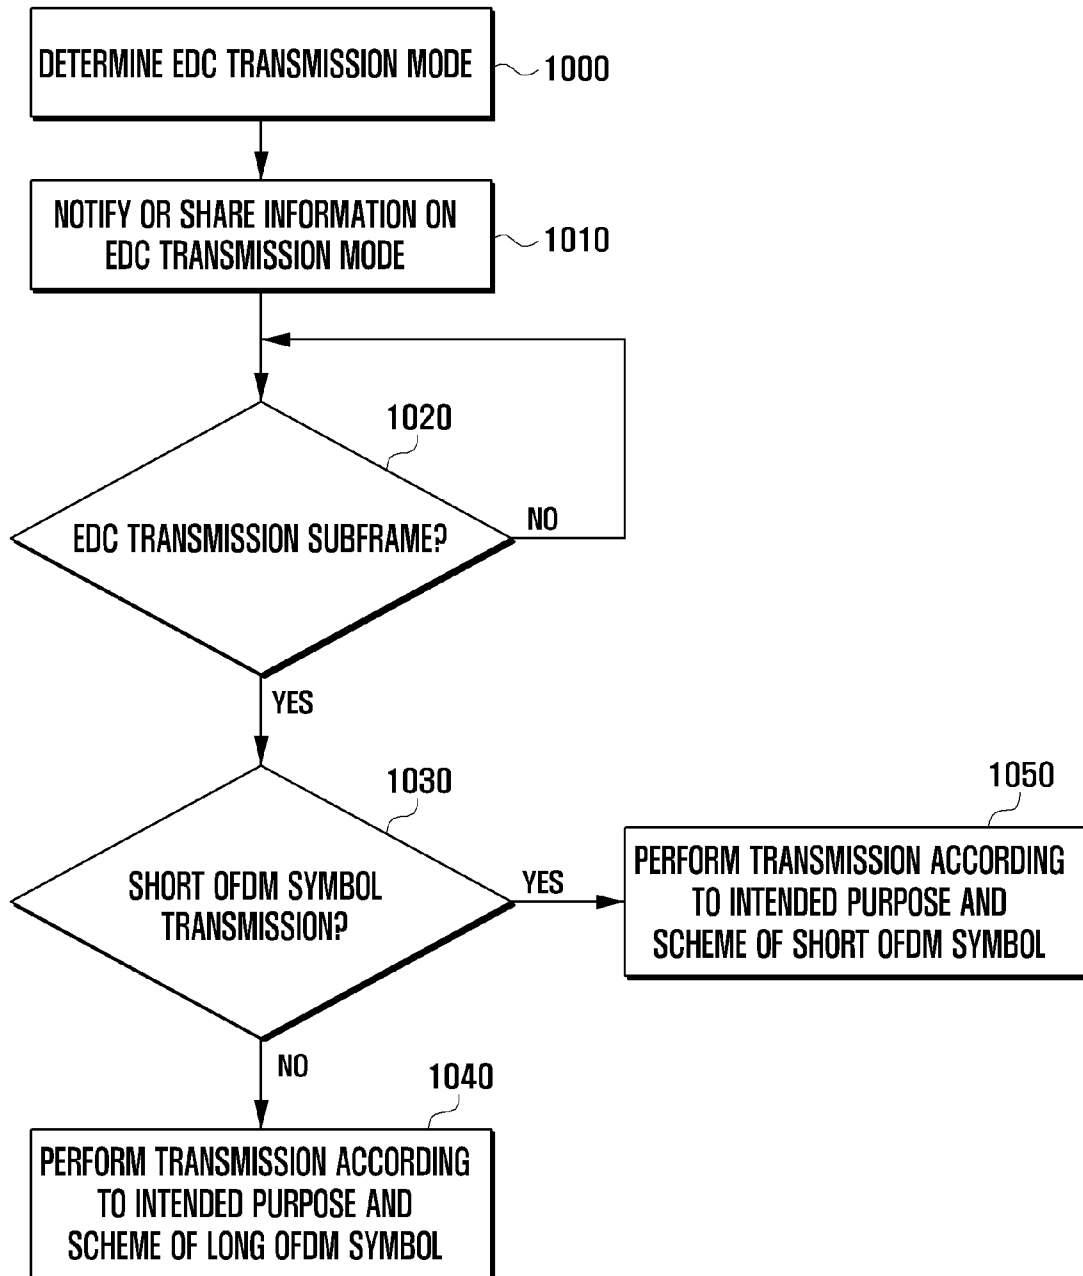 DETERMINE EDC TRANSMISSION MODE
1000
NOTIFY OR SHARE INFORMATION ON
EDC TRANSMISSION MODE
1010
1020
EDC TRANSMISSION SUBFRAME?
NO
YES
1030
SHORT OFDM SYMBOL
TRANSMISSION?
YES
1050
PERFORM TRANSMISSION ACCORDING
TO INTENDED PURPOSE AND
SCHEME OF SHORT OFDM SYMBOL
NO
1040
PERFORM TRANSMISSION ACCORDING
TO INTENDED PURPOSE AND
SCHEME OF LONG OFDM SYMBOL